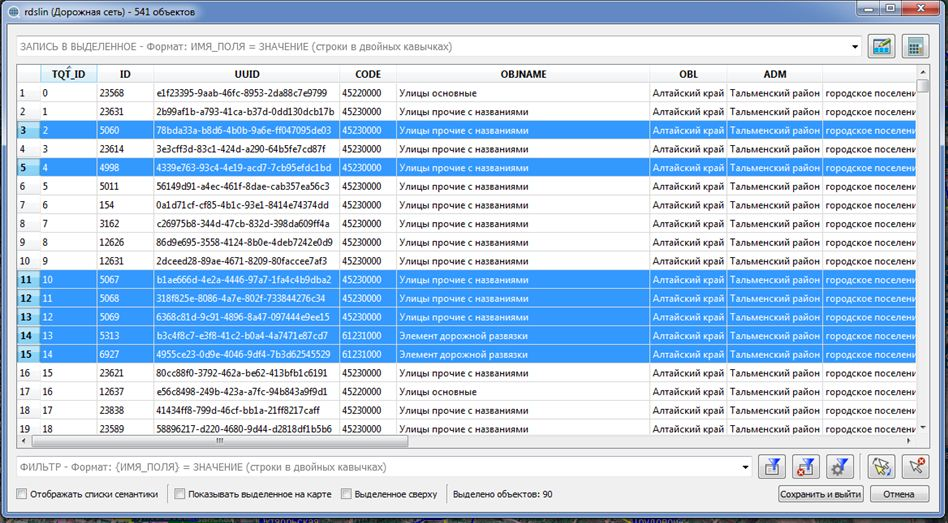 rdslin (Дорожная сеть) - 541 объектов
ЗАПИСЬ В ВЫДЕЛЕННОЕ - Формат: ИМЯ_ПОЛЯ = ЗНАЧЕНИЕ (строки в двойных кавычках)
TQT_ID ID UUID CODE OBJNAME OBL ADM
1 0 23568 e1f23395-9aab-46fc-8953-2da88c7e9799 45220000 Улицы основные Алтайский край Тальменский район городское поселени
2 1 23631 2b99af1b-a793-41ca-b37d-0dd130dcb17b 45230000 Улицы прочие с названиями Алтайский край Тальменский район городское поселени
3 2 5060 78bda33a-b8d6-4b0b-9a6e-ff047095de03 45230000 Улицы прочие с названиями Алтайский край Тальменский район городское поселени
4 3 23614 3e3cff3d-83c1-424d-a290-64b5fe7cd87f 45230000 Улицы прочие с названиями Алтайский край Тальменский район городское поселени
5 4 4998 4339e763-93c4-4e19-acd7-7cb95efdc1bd 45230000 Улицы прочие с названиями Алтайский край Тальменский район городское поселени
6 5 5011 56149d91-a4ec-461f-8dae-cab357ea56c3 45230000 Улицы прочие с названиями Алтайский край Тальменский район городское поселени
7 6 154 0a1d71cf-cf85-4b1c-93e1-8414e74374dd 45230000 Улицы прочие с названиями Алтайский край Тальменский район городское поселени
8 7 3162 c26975b8-344d-47cb-832d-398da609ff4a 45230000 Улицы прочие с названиями Алтайский край Тальменский район городское поселени
9 8 12626 86d9e695-3558-4124-8b0e-4deb7242e0d9 45230000 Улицы прочие с названиями Алтайский край Тальменский район городское поселени
10 9 12631 2dceed28-89ae-4671-8209-80faccee7af3 45230000 Улицы прочие с названиями Алтайский край Тальменский район городское поселени
11 10 5067 b1ae666d-4e2a-4446-97a7-1fa4c4b9dba2 45230000 Улицы прочие с названиями Алтайский край Тальменский район городское поселени
12 11 5068 318f825e-8086-4a7e-802f-733844276c34 45230000 Улицы прочие с названиями Алтайский край Тальменский район городское поселени
13 12 5069 6368c81d-9c91-4896-8a47-097444e9ee15 45230000 Улицы прочие с названиями Алтайский край Тальменский район городское поселени
14 13 5313 b3c4f8c7-e3f8-41c2-b0a4-4a7471e87cd7 61231000 Элемент дорожной развязки Алтайский край Тальменский район городское поселени
15 14 6927 4955ce23-0d9e-4046-9df4-7b3d62545529 61231000 Элемент дорожной развязки Алтайский край Тальменский район городское поселени
16 15 23621 80cc88f0-3792-462a-be62-413bfb1c6191 45230000 Улицы прочие с названиями Алтайский край Тальменский район городское поселени
17 16 12637 e56c8498-249b-423a-a7fc-94b843a9f9d1 45220000 Улицы основные Алтайский край Тальменский район городское поселени
18 17 23838 41434ff8-799d-46cf-bb1a-21ff8217caff 45230000 Улицы прочие с названиями Алтайский край Тальменский район городское поселени
19 18 23589 58896217-d220-4680-9d44-d2818df1b5b6 45230000 Улицы прочие с названиями Алтайский край Тальменский район городское поселени
ФИЛЬТР - Формат: {ИМЯ_ПОЛЯ} = ЗНАЧЕНИЕ (строки в двойных кавычках)
Отображать списки семантики Показывать выделенное на карте Выделенное сверху Выделено объектов: 90 Сохранить и выйти Отмена